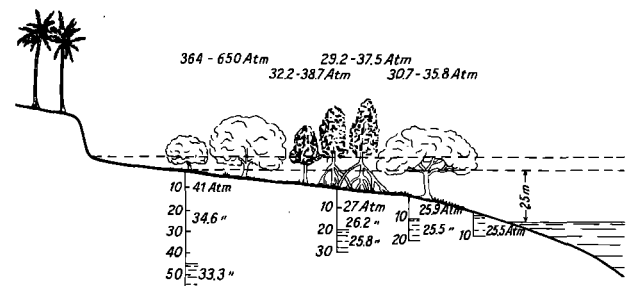 364 - 650 Atm
29.2 - 37.5 Atm
32.2 - 38.7 Atm
30.7 - 35.8 Atm
10
41 Atm
20
34.6 "
30
40
50
33.3 "
10
27 Atm
20
26.2 "
25.8 "
30
10
25.9 Atm
25.5 "
20
10
25.5 Atm
25m